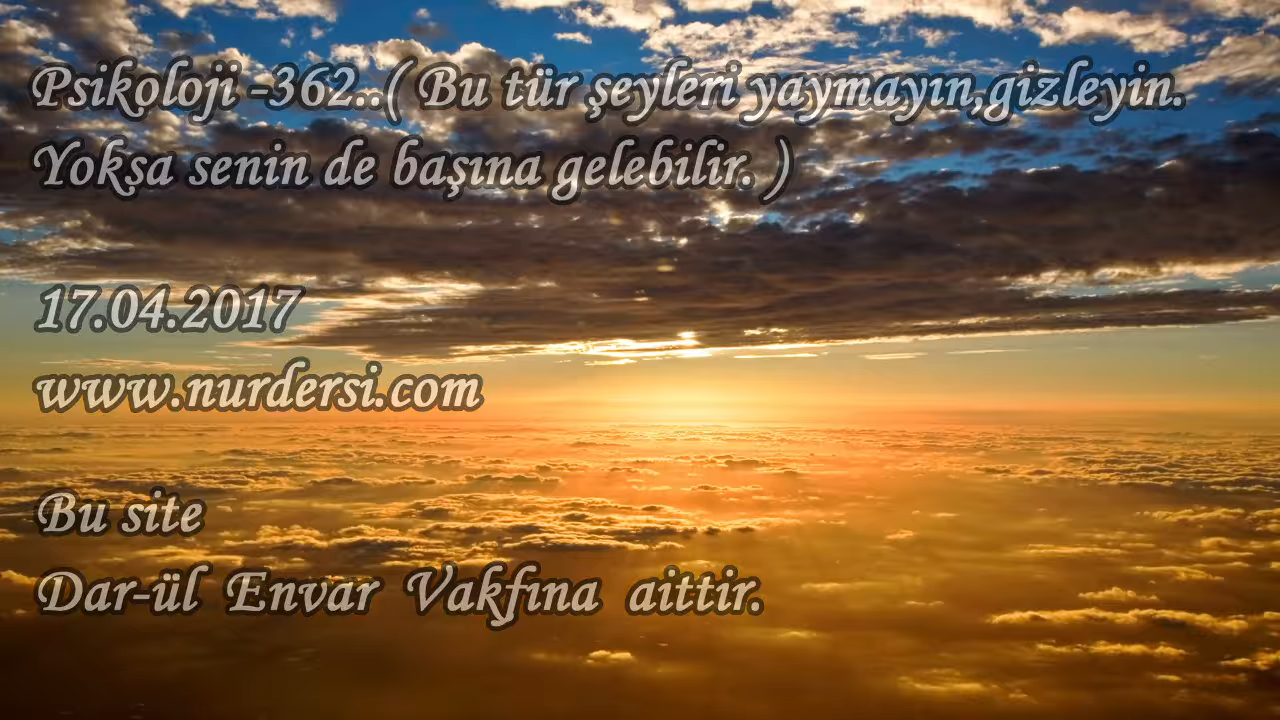 Psikoloji -362..( Bu tür şeyleri yaymayın,gizleyin.
Yoksa senin de başına gelebilir. )
17.04.2017
www.nurdersi.com
Bu site
Dar-ül Envar Vakfına aittir.